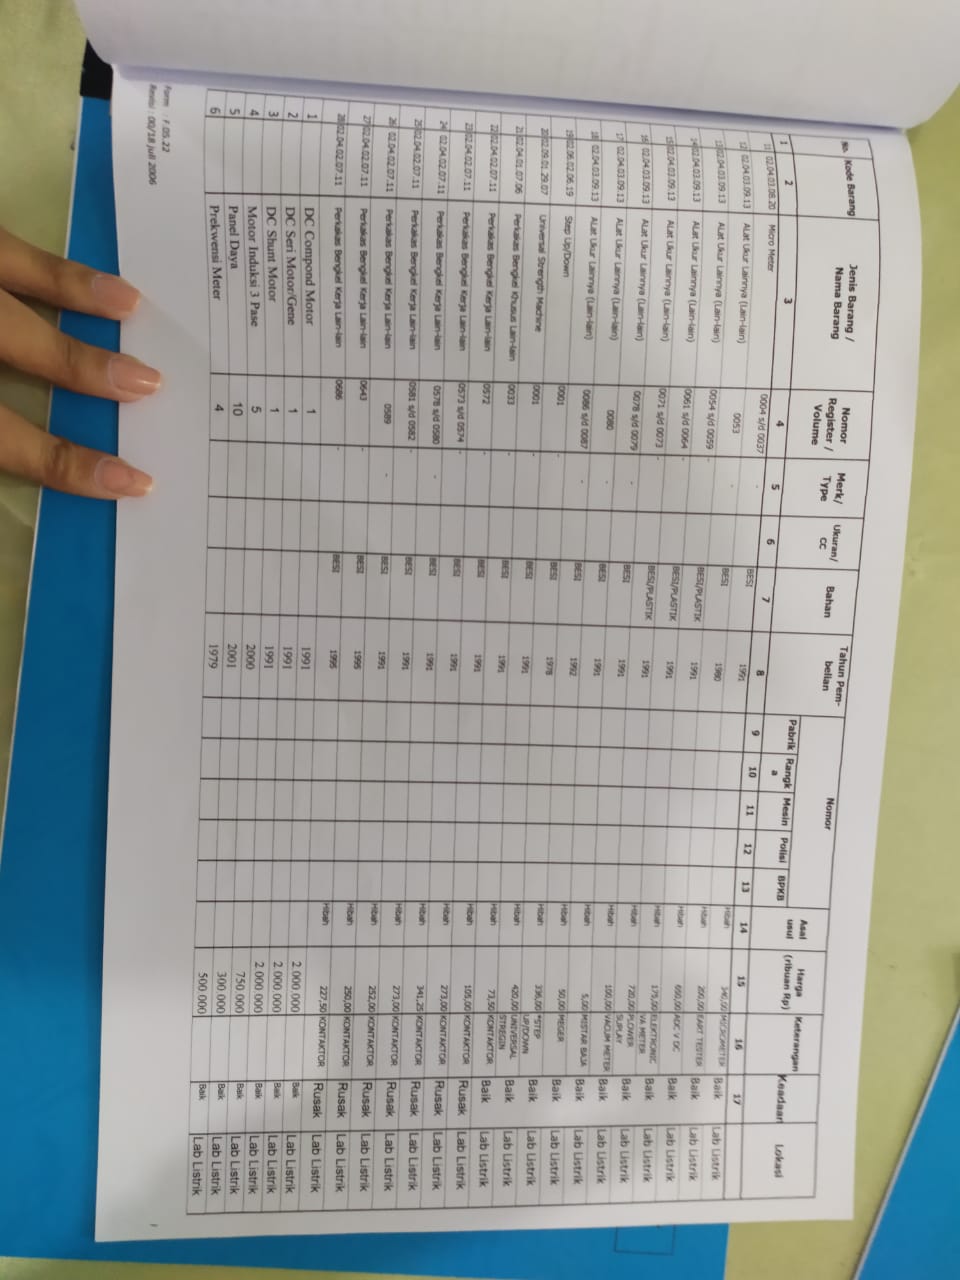 No. Kode Barang Jenis Barang / Nama Barang Nomor Register / Volume Merk/ Type Ukuran/ CC Bahan Tahun Pem- belian Nomor Asal usul Harga (ribuan Rp) Keterangan Keadaan Lokasi
Pabrik Rangk a Mesin Polisi BPKB
1 2 3 4 5 6 7 8 9 10 11 12 13 14 15 16 17
11 02.04.03.08.20 Micro Meter 0004 s/d 0037 - BESI 1991 Hibah 340,00 MICROMETER Baik Lab Listrik
12 02.04.03.09.13 ALat Ukur Lainnya (Lain-lain) 0053 - BESI 1980 Hibah 200,00 EART TESTER Baik Lab Listrik
13 02.04.03.09.13 ALat Ukur Lainnya (Lain-lain) 0054 s/d 0059 - BESI/PLASTIK 1991 Hibah 650,00 ADC V DC Baik Lab Listrik
14 02.04.03.09.13 ALat Ukur Lainnya (Lain-lain) 0061 s/d 0064 - BESI/PLASTIK 1991 Hibah 175,00 ELEKTRONIC VA METER Baik Lab Listrik
15 02.04.03.09.13 ALat Ukur Lainnya (Lain-lain) 0071 s/d 0073 - BESI/PLASTIK 1991 Hibah 720,00 PLOWER SUPLAY Baik Lab Listrik
16 02.04.03.09.13 ALat Ukur Lainnya (Lain-lain) 0078 s/d 0079 - BESI 1991 Hibah 100,00 VACUM METER Baik Lab Listrik
17 02.04.03.09.13 ALat Ukur Lainnya (Lain-lain) 0080 - BESI 1991 Hibah 5,00 MISTAR BAJA Baik Lab Listrik
18 02.04.03.09.13 ALat Ukur Lainnya (Lain-lain) 0086 s/d 0087 - BESI 1992 Hibah 50,00 MEGER Baik Lab Listrik
19 02.06.02.06.19 Step Up/Down 0001 - BESI 1978 Hibah 336,00 *STEP UP/DOWN Baik Lab Listrik
20 02.09.01.29.07 Universal Strength Machine 0001 - BESI 1991 Hibah 420,00 UNIVERSAL STREGIN Baik Lab Listrik
21 02.04.01.07.06 Perkakas Bengkel Khusus Lain-lain 0033 - BESI 1991 Hibah 73,50 KONTAKTOR Baik Lab Listrik
22 02.04.02.07.11 Perkakas Bengkel Kerja Lain-lain 0572 - BESI 1991 Hibah 105,00 KONTAKTOR Rusak Lab Listrik
23 02.04.02.07.11 Perkakas Bengkel Kerja Lain-lain 0573 s/d 0574 - BESI 1991 Hibah 273,00 KONTAKTOR Rusak Lab Listrik
24 02.04.02.07.11 Perkakas Bengkel Kerja Lain-lain 0578 s/d 0580 - BESI 1991 Hibah 341,25 KONTAKTOR Rusak Lab Listrik
25 02.04.02.07.11 Perkakas Bengkel Kerja Lain-lain 0581 s/d 0582 - BESI 1991 Hibah 273,00 KONTAKTOR Rusak Lab Listrik
26 02.04.02.07.11 Perkakas Bengkel Kerja Lain-lain 0589 - BESI 1991 Hibah 252,00 KONTAKTOR Rusak Lab Listrik
27 02.04.02.07.11 Perkakas Bengkel Kerja Lain-lain 0643 - BESI 1995 Hibah 250,00 KONTAKTOR Rusak Lab Listrik
28 02.04.02.07.11 Perkakas Bengkel Kerja Lain-lain 0686 - BESI 1995 Hibah 227,50 KONTAKTOR Rusak Lab Listrik
1 DC Compond Motor 1 1991 2 000 000 Baik Lab Listrik
2 DC Seri Motor/Gene 1 1991 2 000 000 Baik Lab Listrik
3 DC Shunt Motor 1 1991 2 000 000 Baik Lab Listrik
4 Motor Induksi 3 Pase 5 2000 750 000 Baik Lab Listrik
5 Panel Daya 10 2001 300 000 Baik Lab Listrik
6 Prekwensi Meter 4 1979 500 000 Baik Lab Listrik
Form : F.05.22
Revisi : 00/18 juli 2006